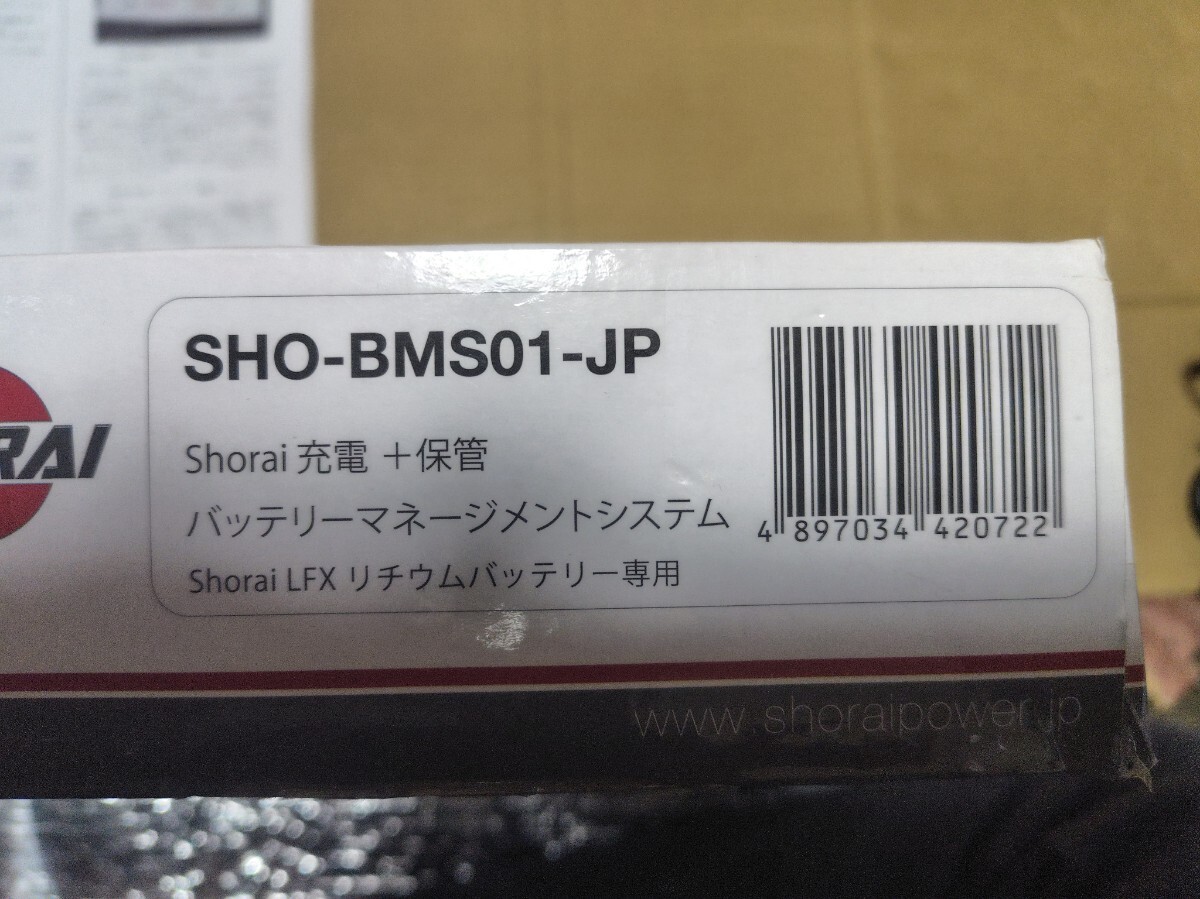 SHO-BMS01-JP
RAI
Shorai 充電 ＋保管
バッテリーマネージメントシステム
Shorai LFX リチウムバッテリー専用
4 897034 420722
www.shoraipower.jp